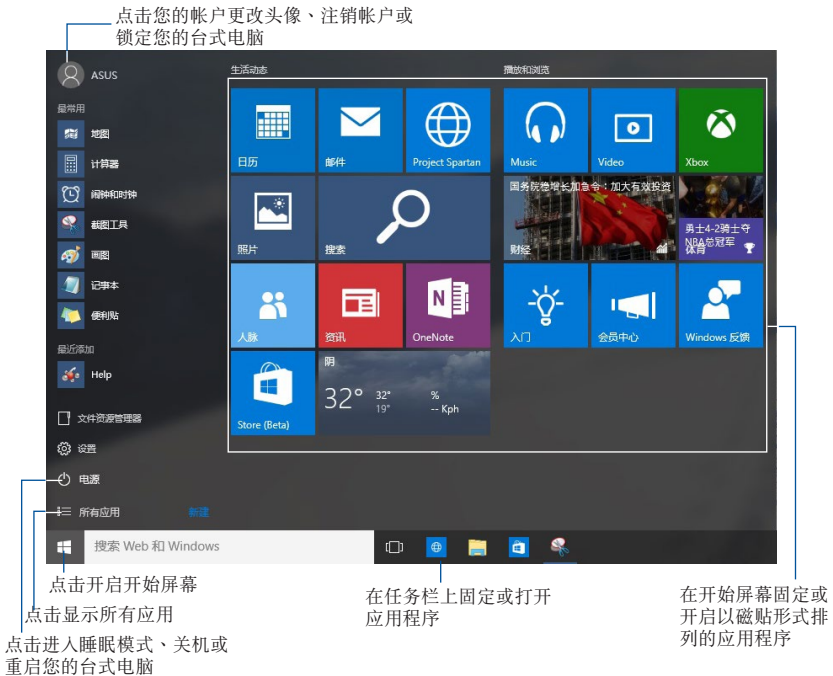 点击您的帐户更改头像、注销帐户或
锁定您的台式电脑
ASUS
最常用
地图
计算器
闹钟和时钟
截图工具
画图
记事本
便利贴
最近添加
Help
文件资源管理器
设置
电源
所有应用
新建
生活动态
日历
邮件
Project Spartan
照片
搜索
人脉
资讯
OneNote
Store (Beta)
阴
32°
32°
19°
%
-- Kph
播放和浏览
Music
Video
Xbox
国务院稳增长加急令：加大有效投资
财经
勇士4-2骑士夺
NBA总冠军
体育
入门
会员中心
Windows 反馈
搜索 Web 和 Windows
点击开启开始屏幕
点击显示所有应用
点击进入睡眠模式、关机或
重启您的台式电脑
在任务栏上固定或打开
应用程序
在开始屏幕固定或
开启以磁贴形式排
列的应用程序